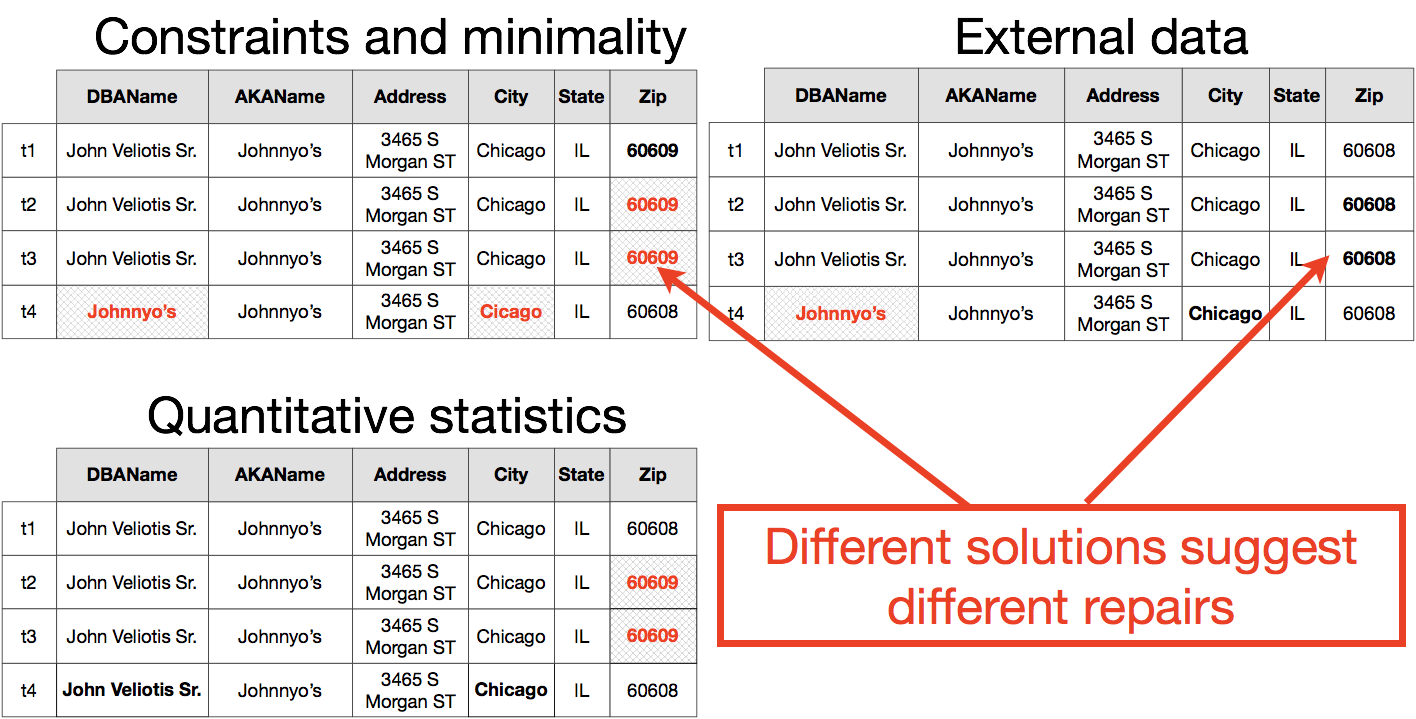 Constraints and minimality
DBAName AKAName Address City State Zip
t1 John Veliotis Sr. Johnnyo's 3465 S Morgan ST Chicago IL 60609
t2 John Veliotis Sr. Johnnyo's 3465 S Morgan ST Chicago IL 60609
t3 John Veliotis Sr. Johnnyo's 3465 S Morgan ST Chicago IL 60609
t4 Johnnyo's Johnnyo's 3465 S Morgan ST Cicago IL 60608
External data
DBAName AKAName Address City State Zip
t1 John Veliotis Sr. Johnnyo's 3465 S Morgan ST Chicago IL 60608
t2 John Veliotis Sr. Johnnyo's 3465 S Morgan ST Chicago IL 60608
t3 John Veliotis Sr. Johnnyo's 3465 S Morgan ST Chicago IL 60608
t4 Johnnyo's Johnnyo's 3465 S Morgan ST Chicago IL 60608
Quantitative statistics
DBAName AKAName Address City State Zip
t1 John Veliotis Sr. Johnnyo's 3465 S Morgan ST Chicago IL 60608
t2 John Veliotis Sr. Johnnyo's 3465 S Morgan ST Chicago IL 60609
t3 John Veliotis Sr. Johnnyo's 3465 S Morgan ST Chicago IL 60609
t4 John Veliotis Sr. Johnnyo's 3465 S Morgan ST Chicago IL 60608
Different solutions suggest
different repairs